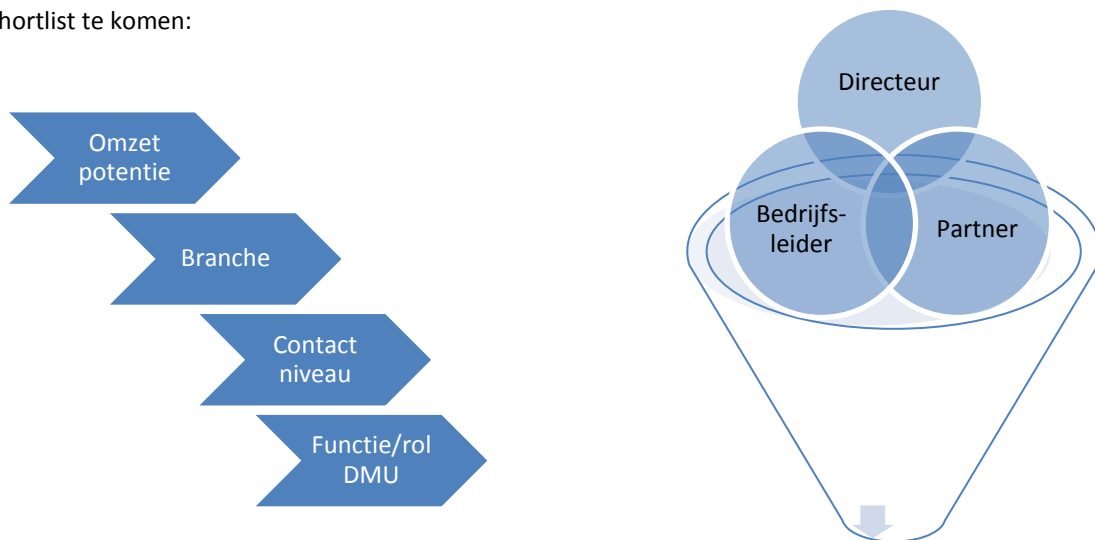 hortlist te komen:
Omzet
potentie
Branche
Contact
niveau
Functie/rol
DMU
Directeur
Bedrijfs-
leider
Partner